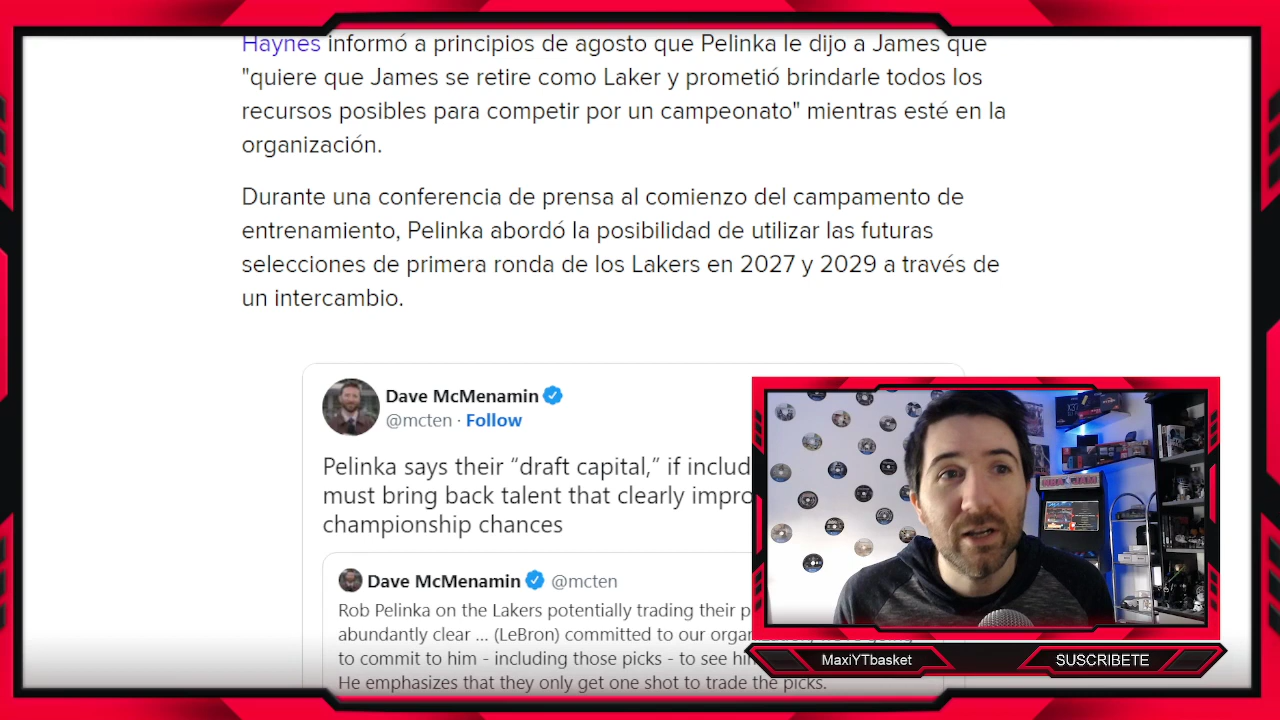 Haynes informó a principios de agosto que Pelinka le dijo a James que
"quiere que James se retire como Laker y prometió brindarle todos los
recursos posibles para competir por un campeonato" mientras esté en la
organización.
Durante una conferencia de prensa al comienzo del campamento de
entrenamiento, Pelinka abordó la posibilidad de utilizar las futuras
selecciones de primera ronda de los Lakers en 2027 y 2029 a través de
un intercambio.
Dave McMenamin
@mcten · Follow
Pelinka says their “draft capital,” if
must bring back talent that clearly
championship chances
Dave McMenamin @mcten
Rob Pelinka on the Lakers potentially trading their
abundantly clear ... (LeBron) committed to our
to commit to him - including those picks - to see
He emphasizes that they only get one shot to trade the picks.
MaxiYTbasket
SUSCRIBETE